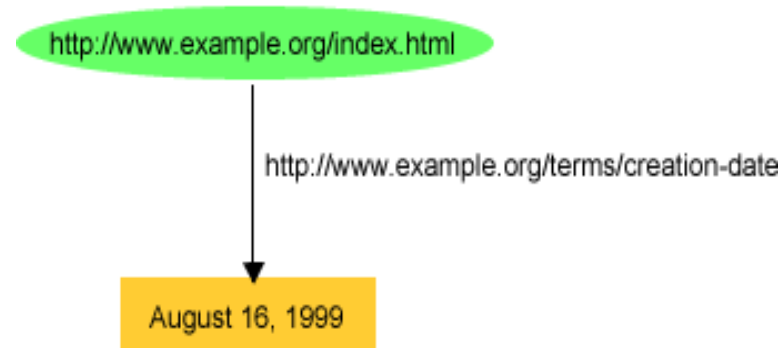 http://www.example.org/index.html
http://www.example.org/terms/creation-date
August 16, 1999